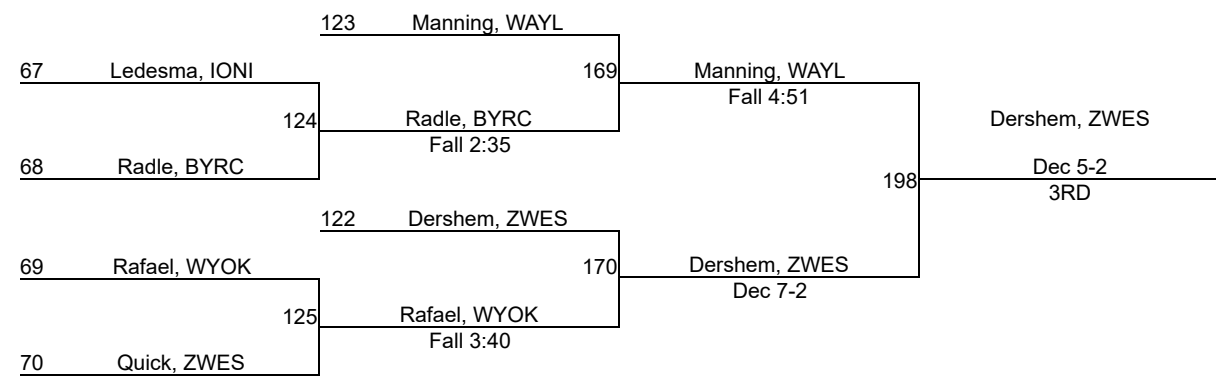 123 Manning, WAYL
67 Ledesma, IONI
169 Manning, WAYL
Fall 4:51
124 Radle, BYRC
Fall 2:35
Dershem, ZWES
68 Radle, BYRC
198 Dec 5-2
3RD
122 Dershem, ZWES
69 Rafael, WYOK
170 Dershem, ZWES
Dec 7-2
125 Rafael, WYOK
Fall 3:40
70 Quick, ZWES